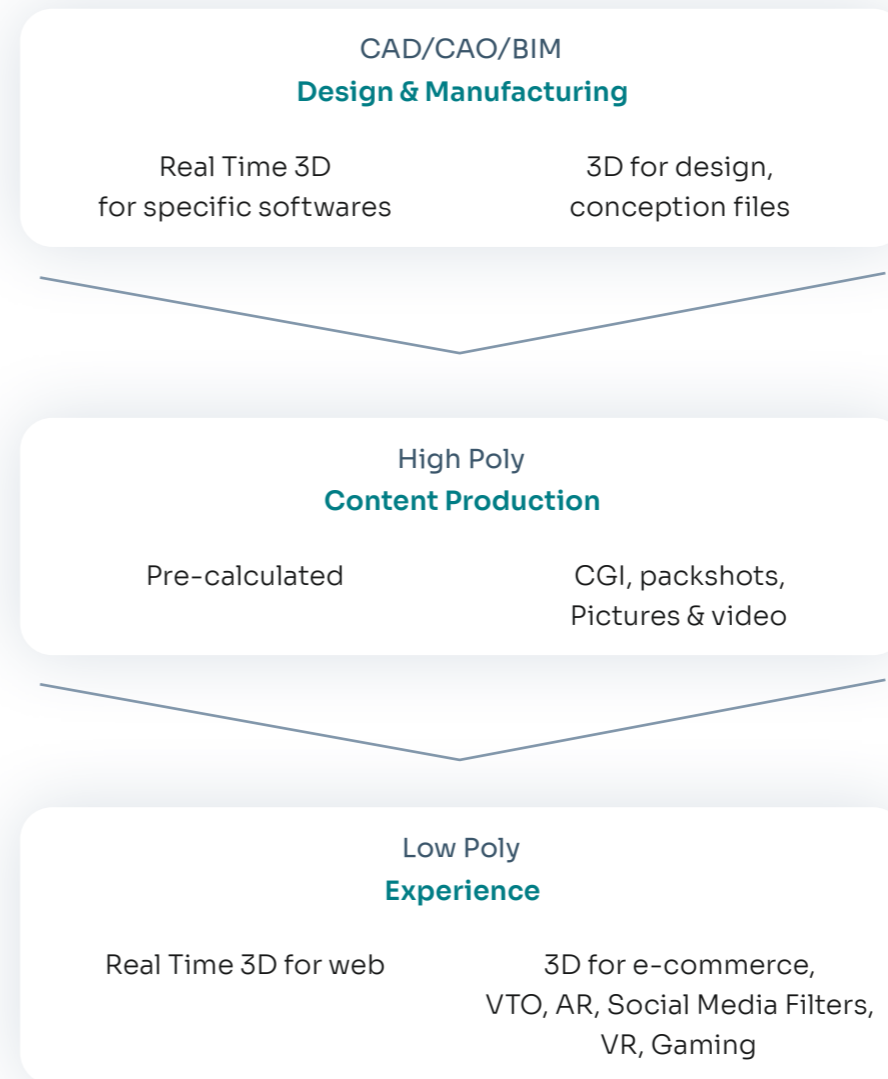 CAD/CAO/BIM
Design & Manufacturing
Real Time 3D
for specific softwares
3D for design,
conception files
High Poly
Content Production
Pre-calculated
CGI, packshots,
Pictures & video
Low Poly
Experience
Real Time 3D for web
3D for e-commerce,
VTO, AR, Social Media Filters,
VR, Gaming